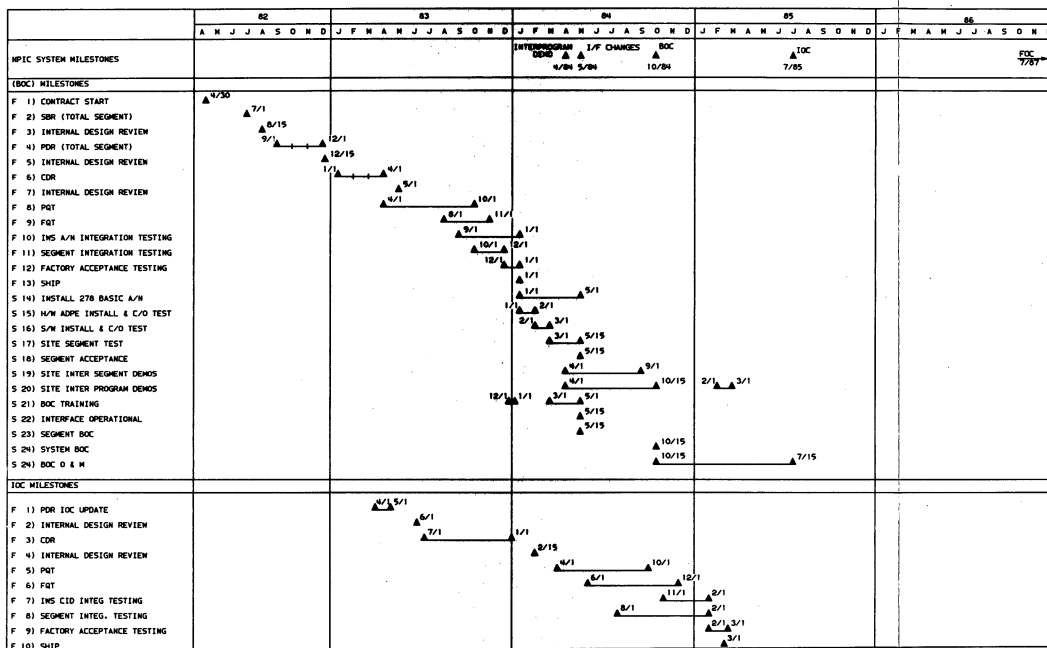 82 83 84 85 86
A M J J A S O N D J F M A M J J A S O N D J F M A M J J A S O N D J F M A M J J A S O N D J F M A M J J A S O N D
NPIC SYSTEM MILESTONES INTERPROGRAM DEMO 4/84 I/F CHANGES 5/84 BOC 10/84 IOC 7/85 FOC 7/87
(BOC) MILESTONES
F 1) CONTRACT START 4/30
F 2) SBR (TOTAL SEGMENT) 7/1
F 3) INTERNAL DESIGN REVIEW 8/15
F 4) PDR (TOTAL SEGMENT) 9/1 12/1
F 5) INTERNAL DESIGN REVIEW 12/15
F 6) CDR 1/1 4/1
F 7) INTERNAL DESIGN REVIEW 5/1
F 8) PQT 4/1 10/1
F 9) FQT 8/1 11/1
F 10) IWS A/N INTEGRATION TESTING 9/1 1/1
F 11) SEGMENT INTEGRATION TESTING 10/1 12/1
F 12) FACTORY ACCEPTANCE TESTING 12/1 1/1
F 13) SHIP 1/1
S 14) INSTALL 278 BASIC A/N 1/1 5/1
S 15) H/W ADPE INSTALL & C/O TEST 1/1 2/1
S 16) S/W INSTALL & C/O TEST 2/1 3/1
S 17) SITE SEGMENT TEST 3/1 5/15
S 18) SEGMENT ACCEPTANCE 5/15
S 19) SITE INTER SEGMENT DEMOS 4/1 9/1
S 20) SITE INTER PROGRAM DEMOS 4/1 10/15 2/1 3/1
S 21) BOC TRAINING 12/1 1/1 3/1 5/1
S 22) INTERFACE OPERATIONAL 5/15
S 23) SEGMENT BOC 5/15
S 24) SYSTEM BOC 10/15
S 24) BOC O & M 10/15 7/15
IOC MILESTONES
F 1) PDR IOC UPDATE 4/1 5/1
F 2) INTERNAL DESIGN REVIEW 6/1
F 3) CDR 7/1 1/1
F 4) INTERNAL DESIGN REVIEW 2/15
F 5) PQT 4/1 10/1
F 6) FQT 6/1 12/1
F 7) IWS CID INTEG TESTING 11/1 2/1
F 8) SEGMENT INTEG. TESTING 8/1 2/1
F 9) FACTORY ACCEPTANCE TESTING 2/1 3/1
F 10) SHIP 3/1